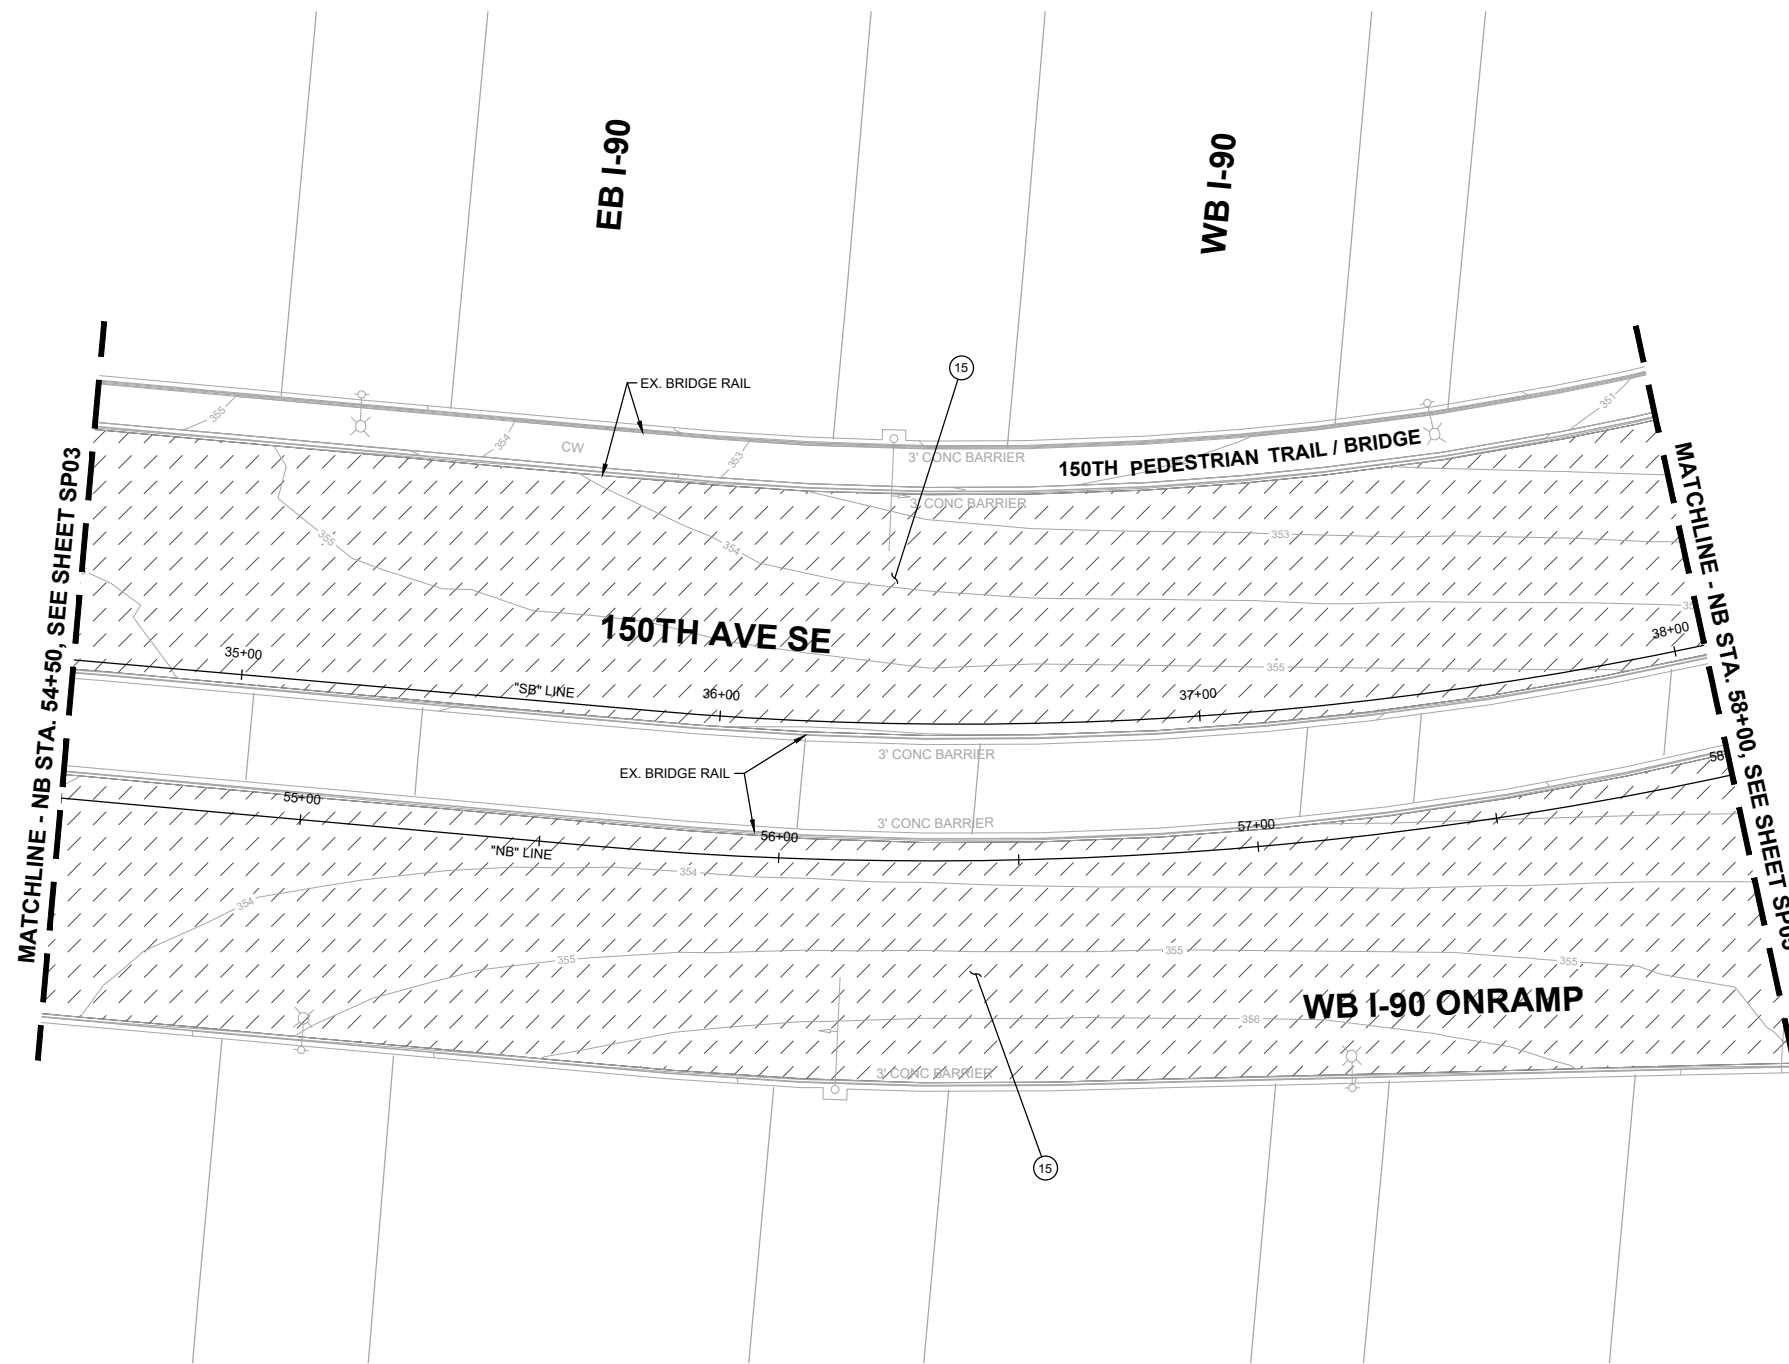 EB I-90
WB I-90
15
EX. BRIDGE RAIL
355
354
CW
353
3' CONC BARRIER
150TH PEDESTRIAN TRAIL / BRIDGE
351
3' CONC BARRIER
MATCHLINE - NB STA. 54+50, SEE SHEET SP03
MATCHLINE - NB STA. 58+00, SEE SHEET SP05
355
354
353
150TH AVE SE
35+00
"SB" LINE
36+00
37+00
38+00
355
3' CONC BARRIER
EX. BRIDGE RAIL
58
55+00
3' CONC BARRIER
56+00
57+00
"NB" LINE
354
354
355
355
355
WB I-90 ONRAMP
356
3' CONC BARRIER
15